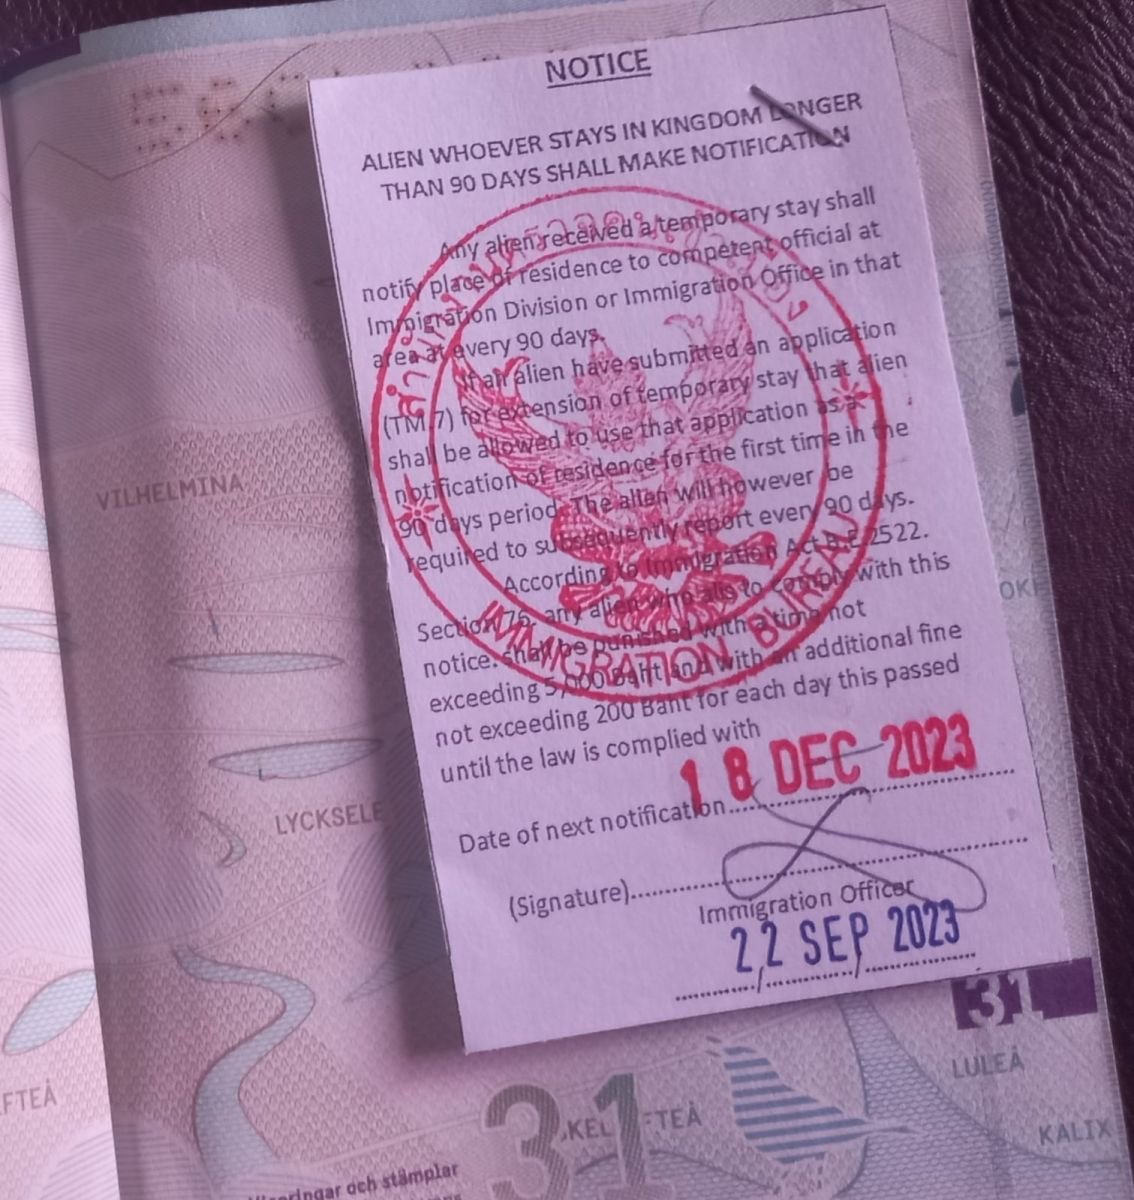 NOTICE
ALIEN WHOEVER STAYS IN KINGDOM LONGER
THAN 90 DAYS SHALL MAKE NOTIFICATION
Any alien received a temporary stay shall
notify place of residence to competent official at
Immigration Division or Immigration Office in that
area at every 90 days.
If an alien have submitted an application
(TM.7) for extension of temporary stay that alien
shall be allowed to use that application as a
notification of residence for the first time in the
90 days period. The alien will however be
required to subsequently report every 90 days.
According to Immigration Act B.E.2522.
Section 76, any alien who fails to comply with this
notice. shall be punished with a time not
exceeding 5,000 Baht and with an additional fine
not exceeding 200 Baht for each day this passed
until the law is complied with
18 DEC 2023
Date of next notification
(Signature)
Immigration Officer
22 SEP 2023
IMMIGRATION BUREAU
VILHELMINA
LYCKSELE
31
LULEÅ
KALIX
31
SKELLEFTEÅ
FTEÅ
och stämplar